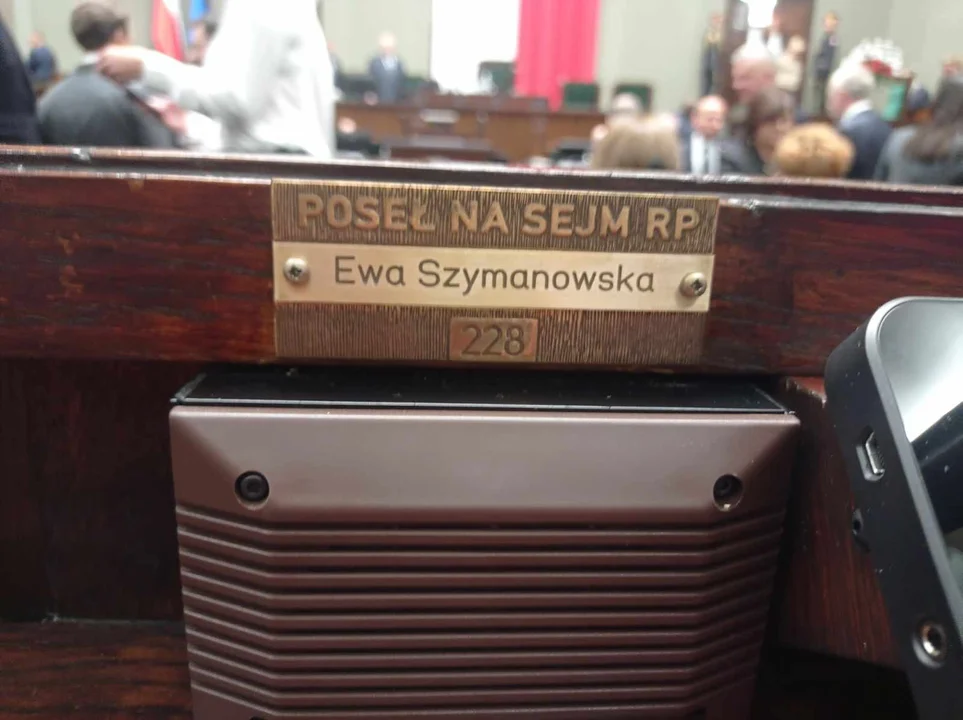 POSEŁ NA SEJM RP
Ewa Szymanowska
228